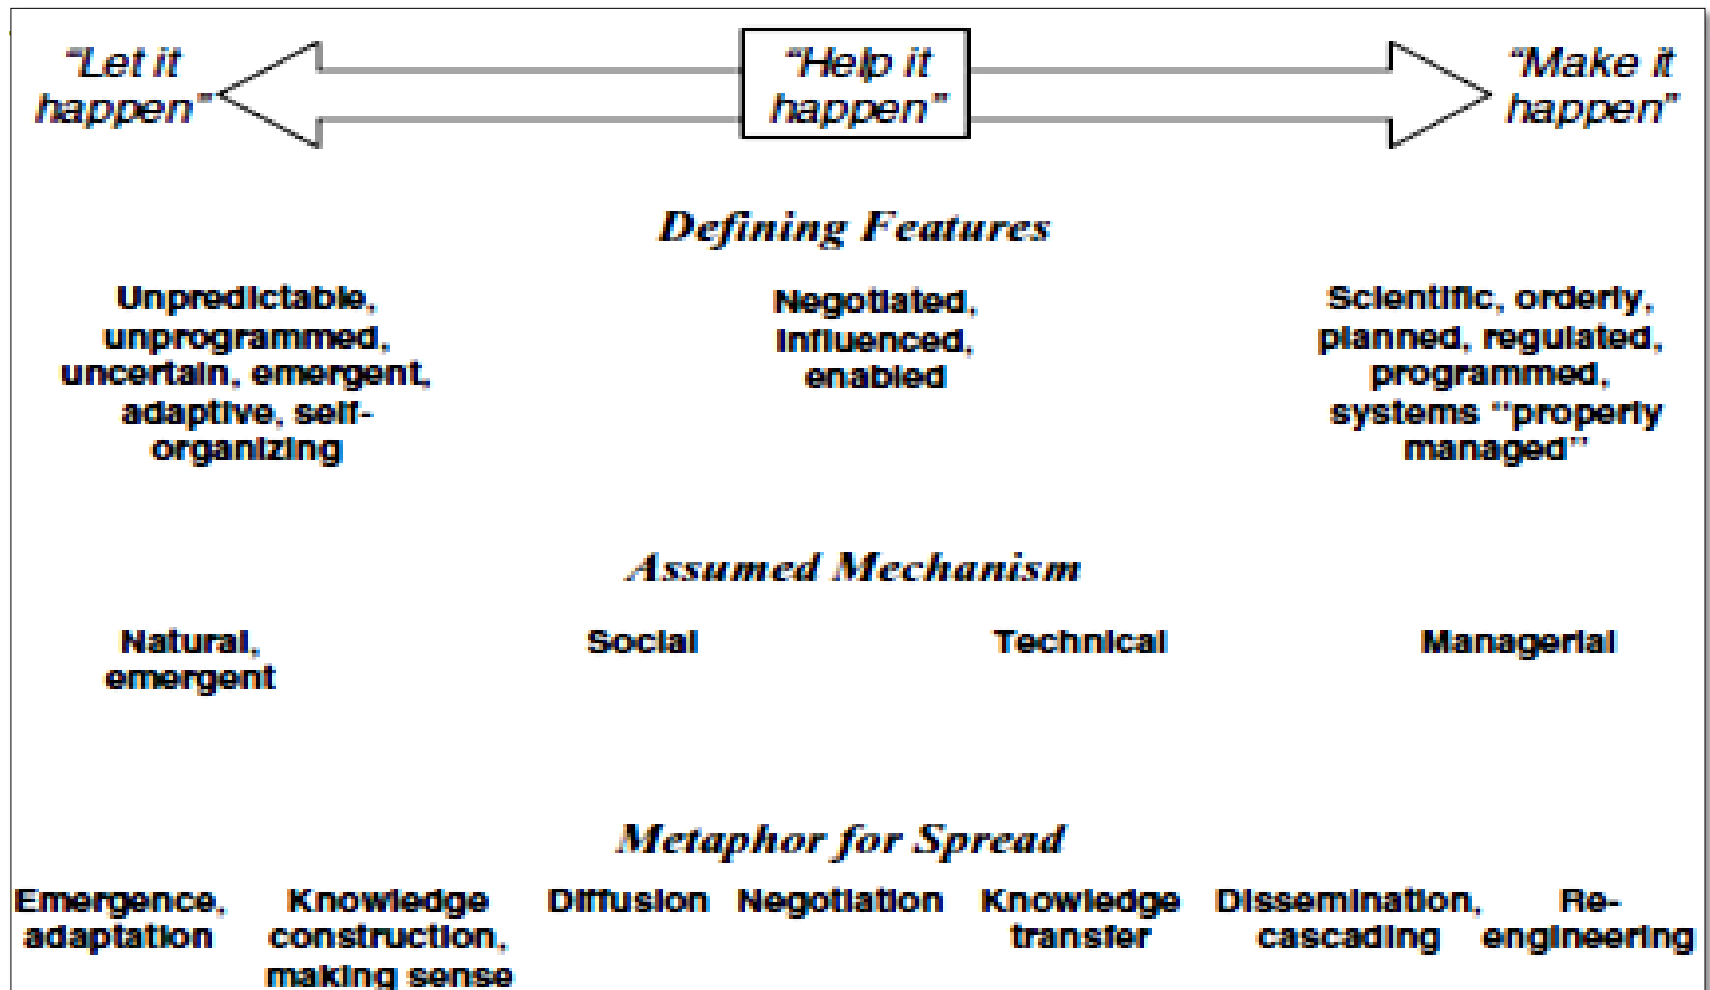 “Let it
happen”
“Help it
happen”
“Make it
happen”
Defining Features
Unpredictable,
unprogrammed,
uncertain, emergent,
adaptive, self-
organizing
Negotiated,
influenced,
enabled
Scientific, orderly,
planned, regulated,
programmed,
systems “properly
managed”
Assumed Mechanism
Natural,
emergent
Social
Technical
Managerial
Metaphor for Spread
Emergence,
adaptation
Knowledge
construction,
making sense
Diffusion
Negotiation
Knowledge
transfer
Dissemination,
cascading
Re-
engineering